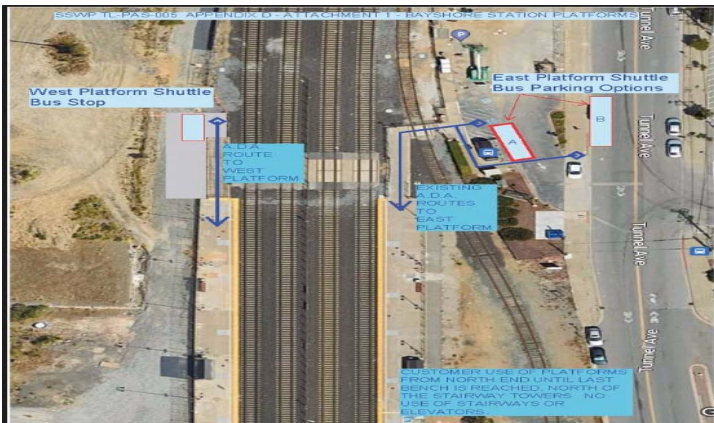 SSWP TL-PAS-005 APPENDIX D - ATTACHMENT 1 - BAYSHORE STATION PLATFORMS
Tunnel Ave
P
West Platform Shuttle
Bus Stop
East Platform Shuttle
Bus Parking Options
A
B
A.D.A.
ROUTE
TO
WEST
PLATFORM
Tunnel Ave
EXISTING
A.D.A.
ROUTES
TO
EAST
PLATFORM
Tunnel Ave
Tunnel Ave
CUSTOMER USE OF PLATFORMS
FROM NORTH END UNTIL LAST
BENCH IS REACHED, NORTH OF
THE STAIRWAY TOWERS. NO
USE OF STAIRWAYS OR
ELEVATORS